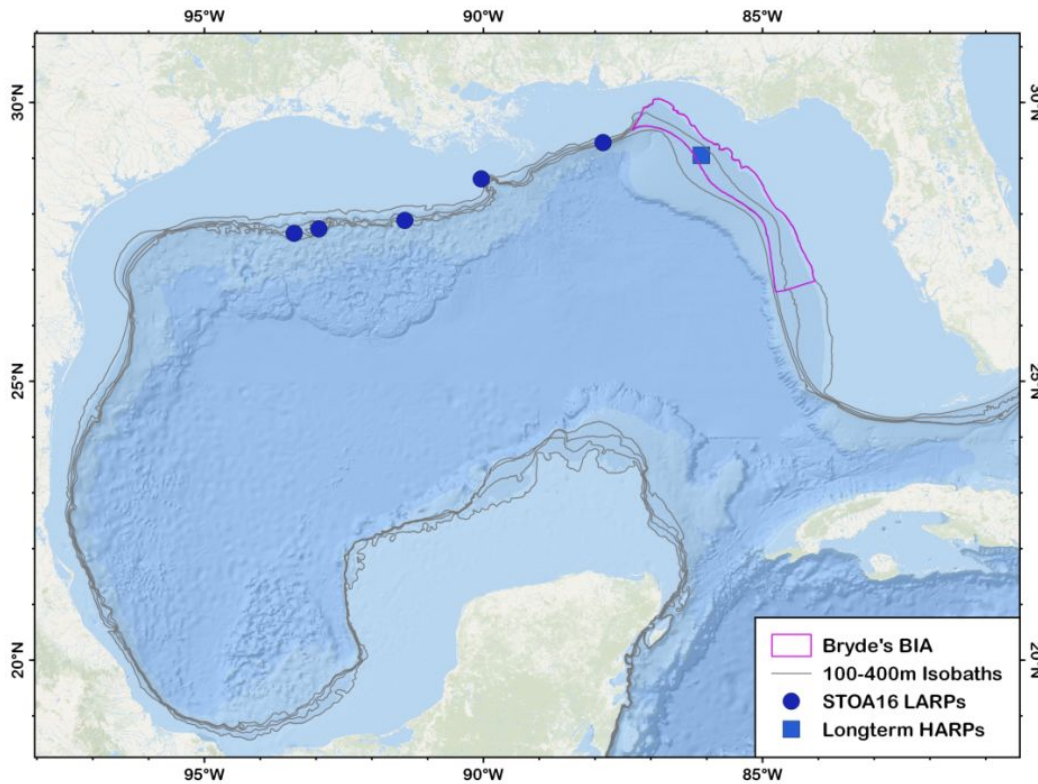 95°W 90°W 85°W
30°N 30°N
25°N 25°N
20°N 20°N
Bryde's BIA
100-400m Isobaths
STOA16 LARPs
Longterm HARPs
95°W 90°W 85°W